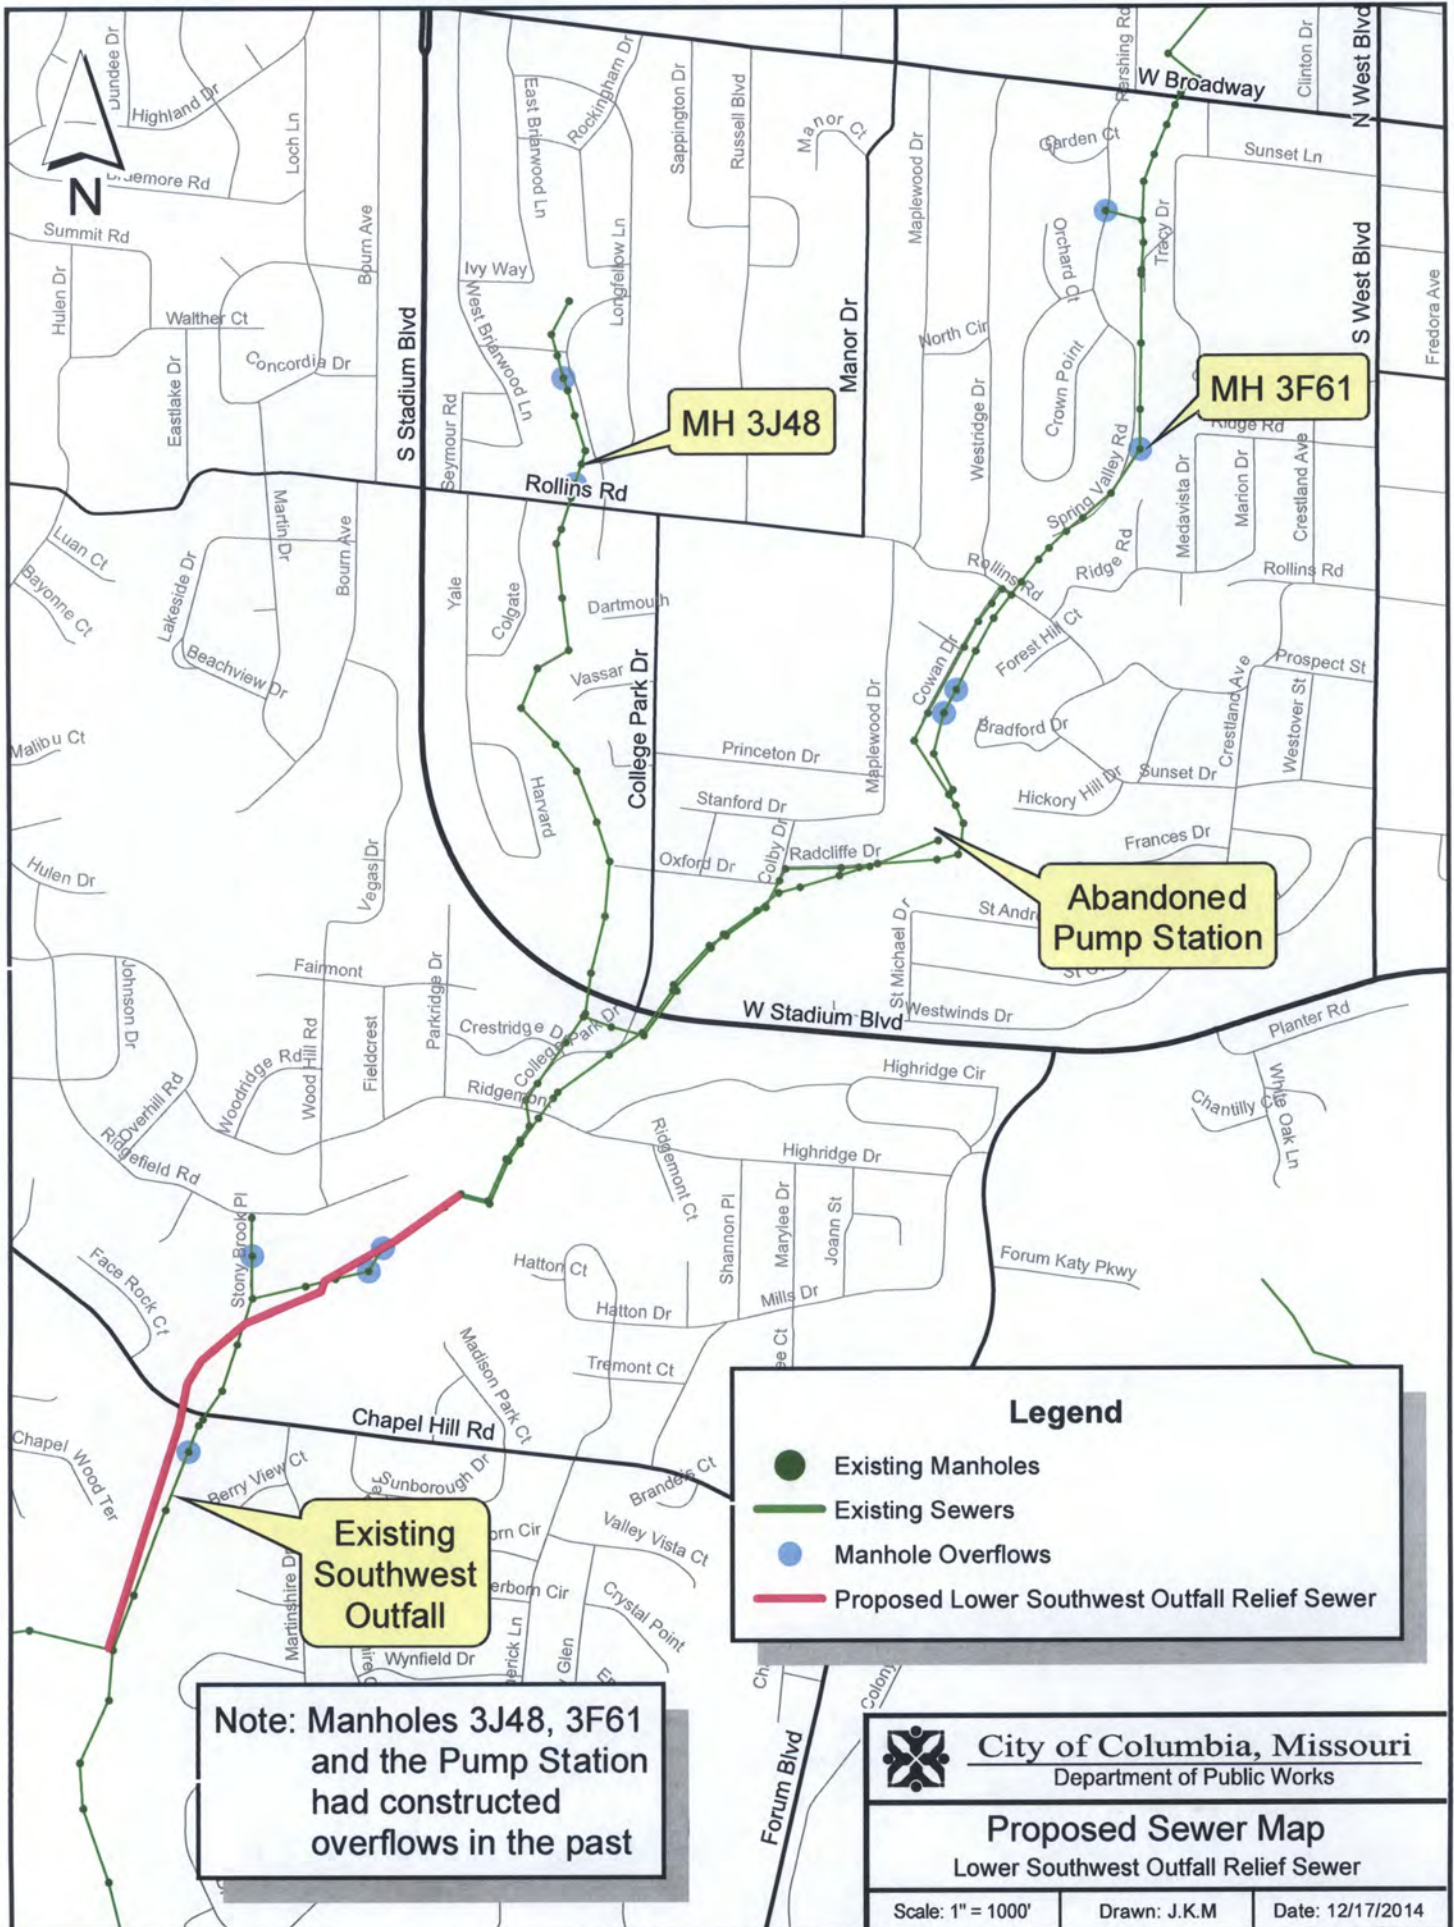 Dundee Dr
Highland Dr
Loch Ln
East Briarwood Ln
Rockingham Dr
Sappington Dr
Russell Blvd
Manor Ct
Maplewood Dr
W Broadway
Clinton Dr
N West Blvd
Garden Ct
Sunset Ln
N
Summit Rd
Hulen Dr
Bourn Ave
Walther Ct
Concordia Dr
Eastlake Dr
S Stadium Blvd
Ivy Way
West Briarwood Ln
Longfellow Ln
Seymour Rd
MH 3J48
Rollins Rd
Manor Dr
North Cir
Westridge Dr
Orchard Ct
Crown Point
Tracy Dr
S West Blvd
Fredora Ave
MH 3F61
Ridge Rd
Spring Valley Rd
Medavista Dr
Marion Dr
Crestland Ave
Rollins Rd
Ridge Rd
Rollins Rd
Luan Ct
Bayonne Ct
Martin Dr
Bourn Ave
Lakeside Dr
Beachview Dr
Malibu Ct
Yale
Colgate
Dartmouth
Vassar
College Park Dr
Harvard
Princeton Dr
Stanford Dr
Maplewood Dr
Cowan Dr
Forest Hill Ct
Bradford Dr
Prospect St
Crestland Ave
Westover St
Sunset Dr
Hickory Hill Dr
Frances Dr
Colby Dr
Radcliffe Dr
Oxford Dr
Abandoned
Pump Station
St Andr
St Michael Dr
Westwinds Dr
W Stadium Blvd
Planter Rd
Hulen Dr
Vegas Dr
Johnson Dr
Fairmont
Parkridge Dr
Fieldcrest
Wood Hill Rd
Woodridge Rd
Overhill Rd
Ridgefield Rd
Crestridge D
College Park Dr
Ridgemon
Highridge Cir
Highridge Dr
Ridgemont Ct
Shannon Pl
Marylee Dr
Joann St
White Oak Ln
Forum Katy Pkwy
Face Rock Ct
Stony Brook Pl
Hatton Ct
Hatton Dr
Mills Dr
Tremont Ct
ee Ct
Madison Park Ct
Chapel Hill Rd
Chapel Wood Ter
Berry View Ct
Sunborough Dr
Brandeis Ct
Valley Vista Ct
orn Cir
erborn Cir
Crystal Point
Martinshire Dr
Wynfield Dr
erick Ln
Glen
Existing
Southwest
Outfall
Legend
Existing Manholes
Existing Sewers
Manhole Overflows
Proposed Lower Southwest Outfall Relief Sewer
Colony
Forum Blvd
Note: Manholes 3J48, 3F61
and the Pump Station
had constructed
overflows in the past
City of Columbia, Missouri
Department of Public Works
Proposed Sewer Map
Lower Southwest Outfall Relief Sewer
Scale: 1" = 1000'
Drawn: J.K.M
Date: 12/17/2014